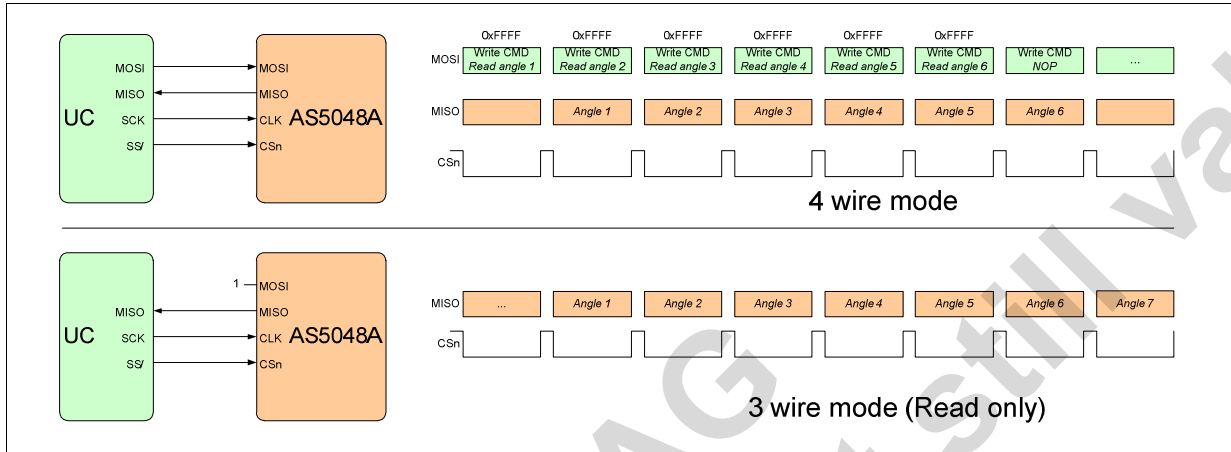 0xFFFF 0xFFFF 0xFFFF 0xFFFF 0xFFFF 0xFFFF
MOSI Write CMD Write CMD Write CMD Write CMD Write CMD Write CMD Write CMD ...
Read angle 1 Read angle 2 Read angle 3 Read angle 4 Read angle 5 Read angle 6 NOP
MISO Angle 1 Angle 2 Angle 3 Angle 4 Angle 5 Angle 6
CSn
UC
MOSI
MISO
SCK
SS/
AS5048A
MOSI
MISO
CLK
CSn
4 wire mode
UC
MISO
SCK
SS/
1
AS5048A
MOSI
MISO
CLK
CSn
MISO ... Angle 1 Angle 2 Angle 3 Angle 4 Angle 5 Angle 6 Angle 7
CSn
3 wire mode (Read only)
AG
still